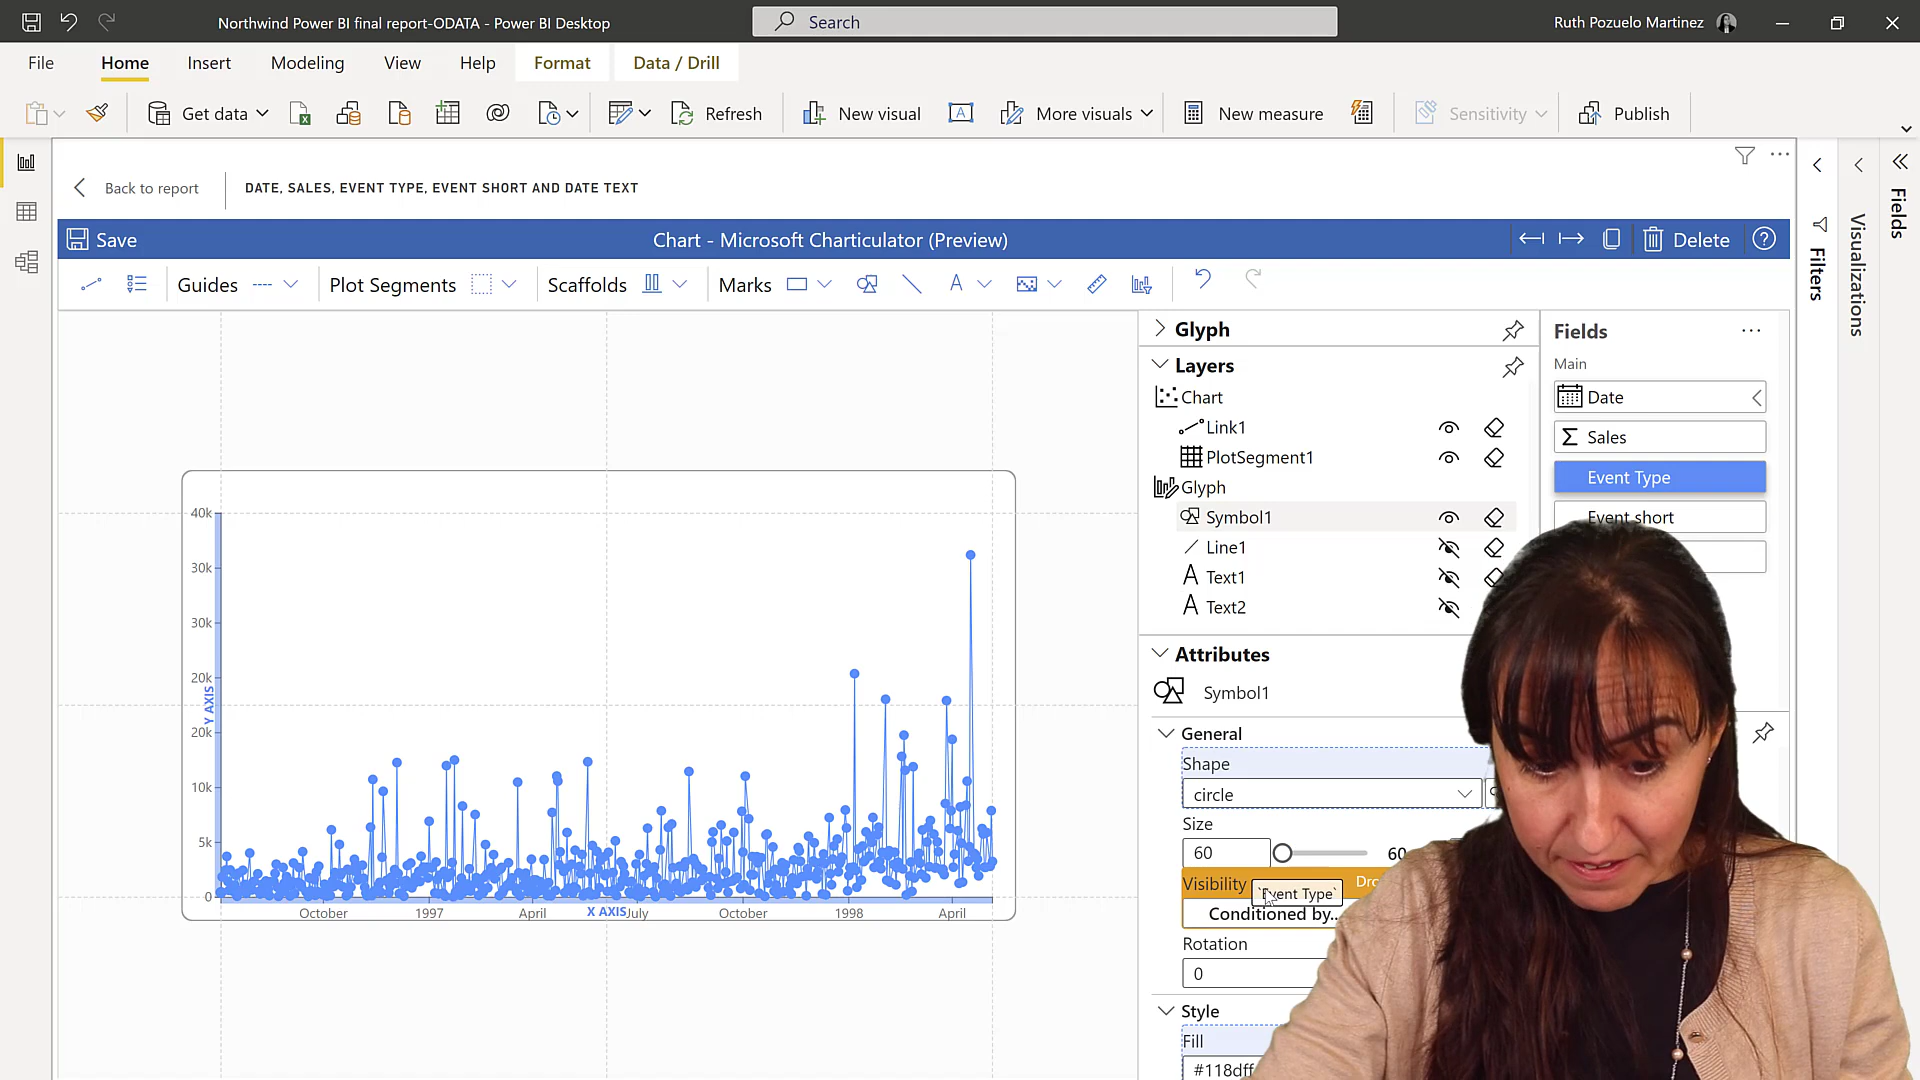 Northwind Power BI final report-ODATA - Power BI Desktop
Search
Ruth Pozuelo Martinez
File
Home
Insert
Modeling
View
Help
Format
Data / Drill
Get data
Refresh
New visual
More visuals
New measure
Sensitivity
Publish
Back to report
DATE, SALES, EVENT TYPE, EVENT SHORT AND DATE TEXT
Save
Chart - Microsoft Charticulator (Preview)
Delete
Guides
Plot Segments
Scaffolds
Marks
Glyph
Layers
Chart
Link1
PlotSegment1
Glyph
Symbol1
Line1
Text1
Text2
Attributes
Symbol1
General
Shape
circle
Size
60
60
Visibility
`Event Type`
Conditioned by..
Rotation
0
Style
Fill
#118dff
Fields
Main
Date
Sales
Event Type
Event short
Filters
Visualizations
Fields
40k
30k
30k
20k
20k
10k
5k
0
Y AXIS
October
1997
April
X AXIS
July
October
1998
April